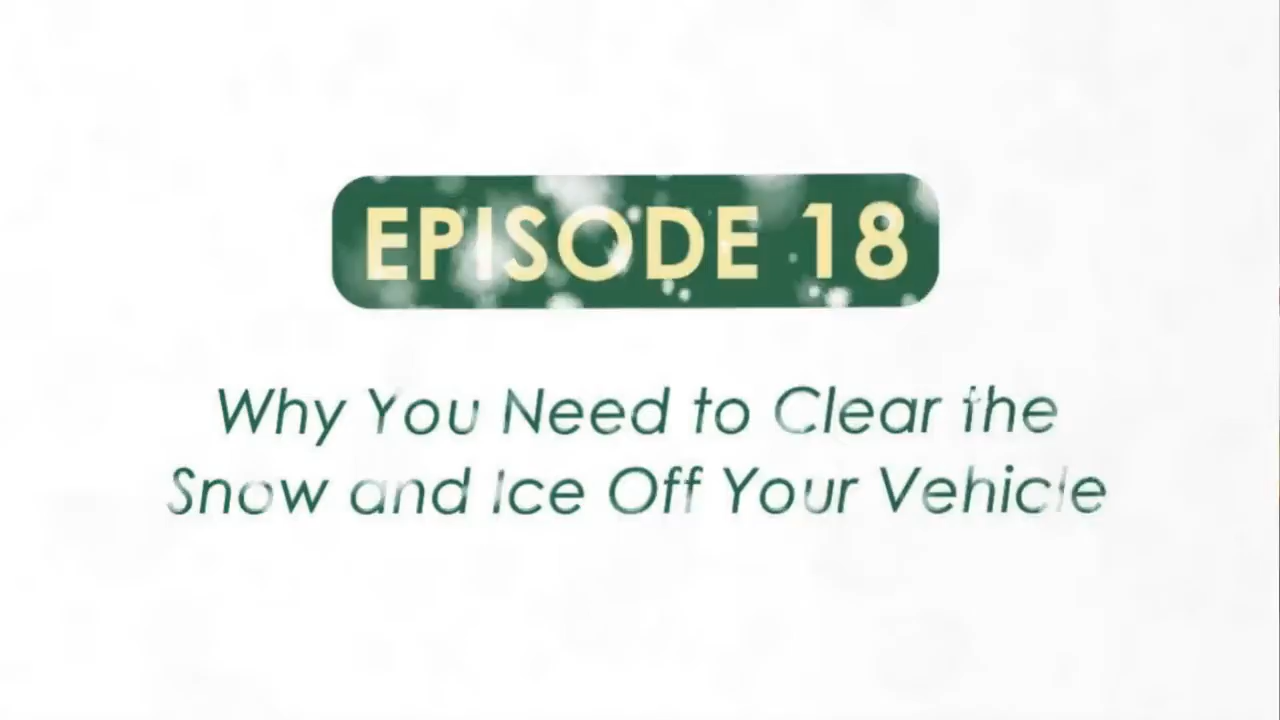 EPISODE 18
Why You Need to Clear the
Snow and Ice Off Your Vehicle